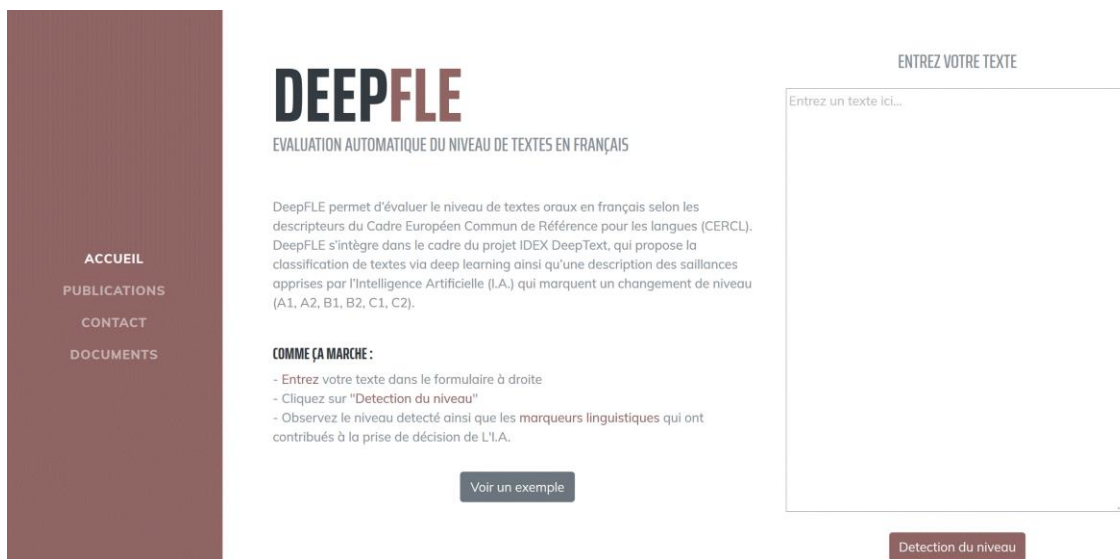 ACCUEIL
PUBLICATIONS
CONTACT
DOCUMENTS
DEEPFLE
EVALUATION AUTOMATIQUE DU NIVEAU DE TEXTES EN FRANÇAIS
DeepFLE permet d'évaluer le niveau de textes oraux en français selon les
descripteurs du Cadre Européen Commun de Référence pour les langues (CERCL).
DeepFLE s'intègre dans le cadre du projet IDEX DeepText, qui propose la
classification de textes via deep learning ainsi qu'une description des saillances
apprises par l'Intelligence Artificielle (I.A.) qui marquent un changement de niveau
(A1, A2, B1, B2, C1, C2).
COMME ÇA MARCHE :
- Entrez votre texte dans le formulaire à droite
- Cliquez sur "Detection du niveau"
- Observez le niveau detecté ainsi que les marqueurs linguistiques qui ont
contribués à la prise de décision de L'I.A.
Voir un exemple
ENTREZ VOTRE TEXTE
Entrez un texte ici...
Detection du niveau